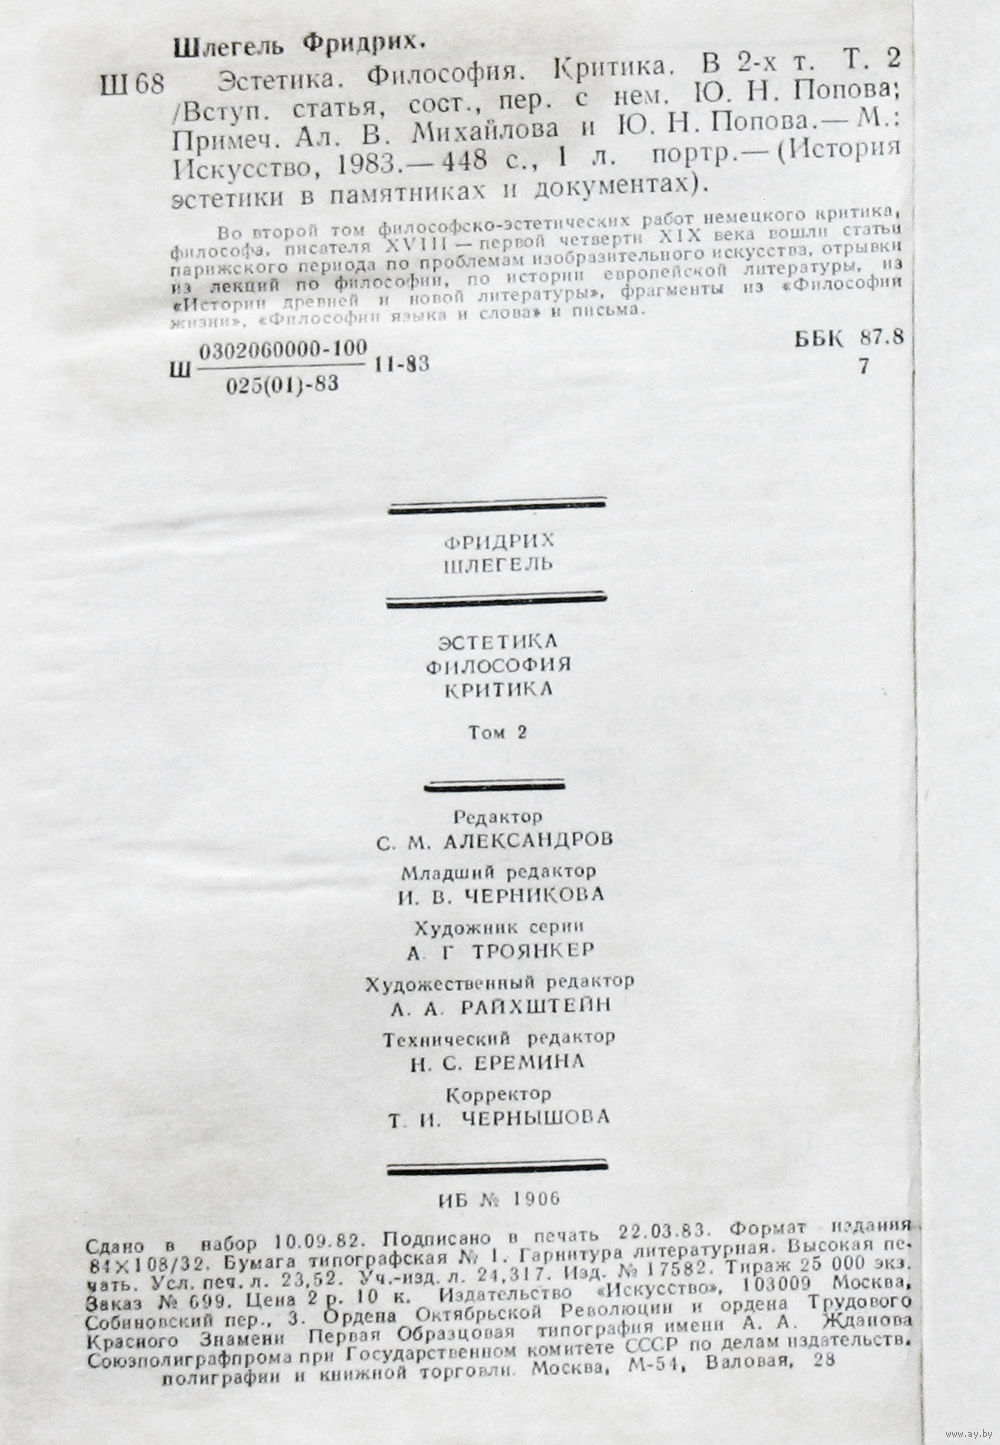 Шлегель Фридрих.
Ш 68 Эстетика. Философия. Критика. В 2-х т. Т. 2
/Вступ. статья, сост., пер. с нем. Ю. Н. Попова;
Примеч. Ал. В. Михайлова и Ю. Н. Попова.— М.:
Искусство, 1983.— 448 с., 1 л. портр.— (История
эстетики в памятниках и документах).
Во второй том философско-эстетических работ немецкого критика,
философа, писателя XVIII — первой четверти XIX века вошли статьи
парижского периода по проблемам изобразительного искусства, отрывки
из лекций по философии, по истории европейской литературы, из
«Истории древней и новой литературы», фрагменты из «Философии
жизни», «Философии языка и слова» и письма.
Ш 0302060000-100 11-83
025(01)-83
ББК 87.8
7
ФРИДРИХ
ШЛЕГЕЛЬ
ЭСТЕТИКА
ФИЛОСОФИЯ
КРИТИКА
Том 2
Редактор
С. М. АЛЕКСАНДРОВ
Младший редактор
И. В. ЧЕРНИКОВА
Художник серии
А. Г ТРОЯНКЕР
Художественный редактор
А. А. РАЙХШТЕЙН
Технический редактор
Н. С. ЕРЕМИНА
Корректор
Т. И. ЧЕРНЫШОВА
ИБ № 1906
Сдано в набор 10.09.82. Подписано в печать 22.03.83. Формат издания
84×108/32. Бумага типографская № 1. Гарнитура литературная. Высокая пе-
чать. Усл. печ. л. 23,52. Уч.-изд. л. 24,317. Изд. № 17582. Тираж 25 000 экз.
Заказ № 699. Цена 2 р. 10 к. Издательство «Искусство», 103009 Москва,
Собиновский пер., 3. Ордена Октябрьской Революции и ордена Трудового
Красного Знамени Первая Образцовая типография имени А. А. Жданова
Союзполиграфпрома при Государственном комитете СССР по делам издательств,
полиграфии и книжной торговли. Москва, М-54, Валовая, 28
www.ay.by